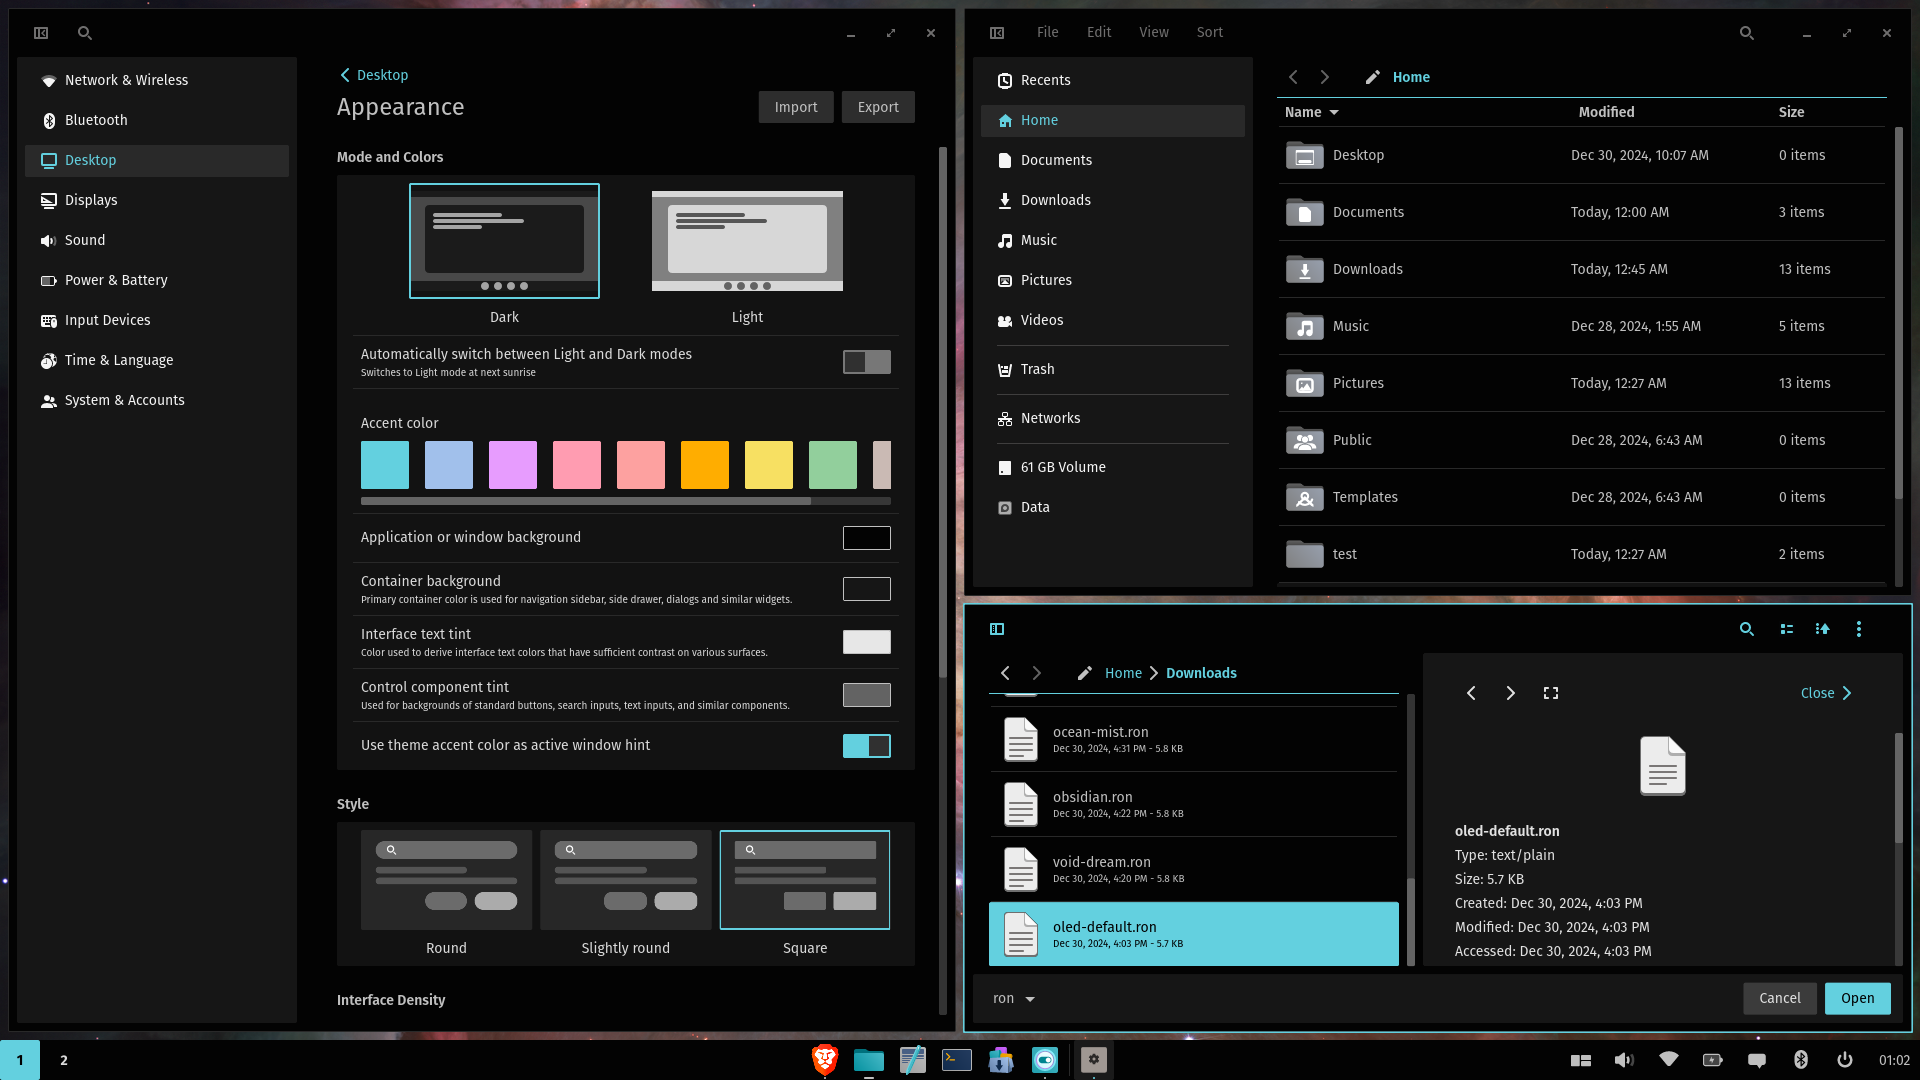 Network & Wireless
Bluetooth
Desktop
Displays
Sound
Power & Battery
Input Devices
Time & Language
System & Accounts
Desktop
Appearance
Import
Export
Mode and Colors
Dark
Light
Automatically switch between Light and Dark modes
Switches to Light mode at next sunrise
Accent color
Application or window background
Container background
Primary container color is used for navigation sidebar, side drawer, dialogs and similar widgets.
Interface text tint
Color used to derive interface text colors that have sufficient contrast on various surfaces.
Control component tint
Used for backgrounds of standard buttons, search inputs, text inputs, and similar components.
Use theme accent color as active window hint
Style
Round
Slightly round
Square
Interface Density
File Edit View Sort
Recents
Home
Documents
Downloads
Music
Pictures
Videos
Trash
Networks
61 GB Volume
Data
Home
Name Modified Size
Desktop Dec 30, 2024, 10:07 AM 0 items
Documents Today, 12:00 AM 3 items
Downloads Today, 12:45 AM 13 items
Music Dec 28, 2024, 1:55 AM 5 items
Pictures Today, 12:27 AM 13 items
Public Dec 28, 2024, 6:43 AM 0 items
Templates Dec 28, 2024, 6:43 AM 0 items
test Today, 12:27 AM 2 items
Home Downloads
ocean-mist.ron
Dec 30, 2024, 4:31 PM - 5.8 KB
obsidian.ron
Dec 30, 2024, 4:22 PM - 5.8 KB
void-dream.ron
Dec 30, 2024, 4:20 PM - 5.8 KB
oled-default.ron
Dec 30, 2024, 4:03 PM - 5.7 KB
Close
oled-default.ron
Type: text/plain
Size: 5.7 KB
Created: Dec 30, 2024, 4:03 PM
Modified: Dec 30, 2024, 4:03 PM
Accessed: Dec 30, 2024, 4:03 PM
ron
Cancel
Open
1 2
01:02